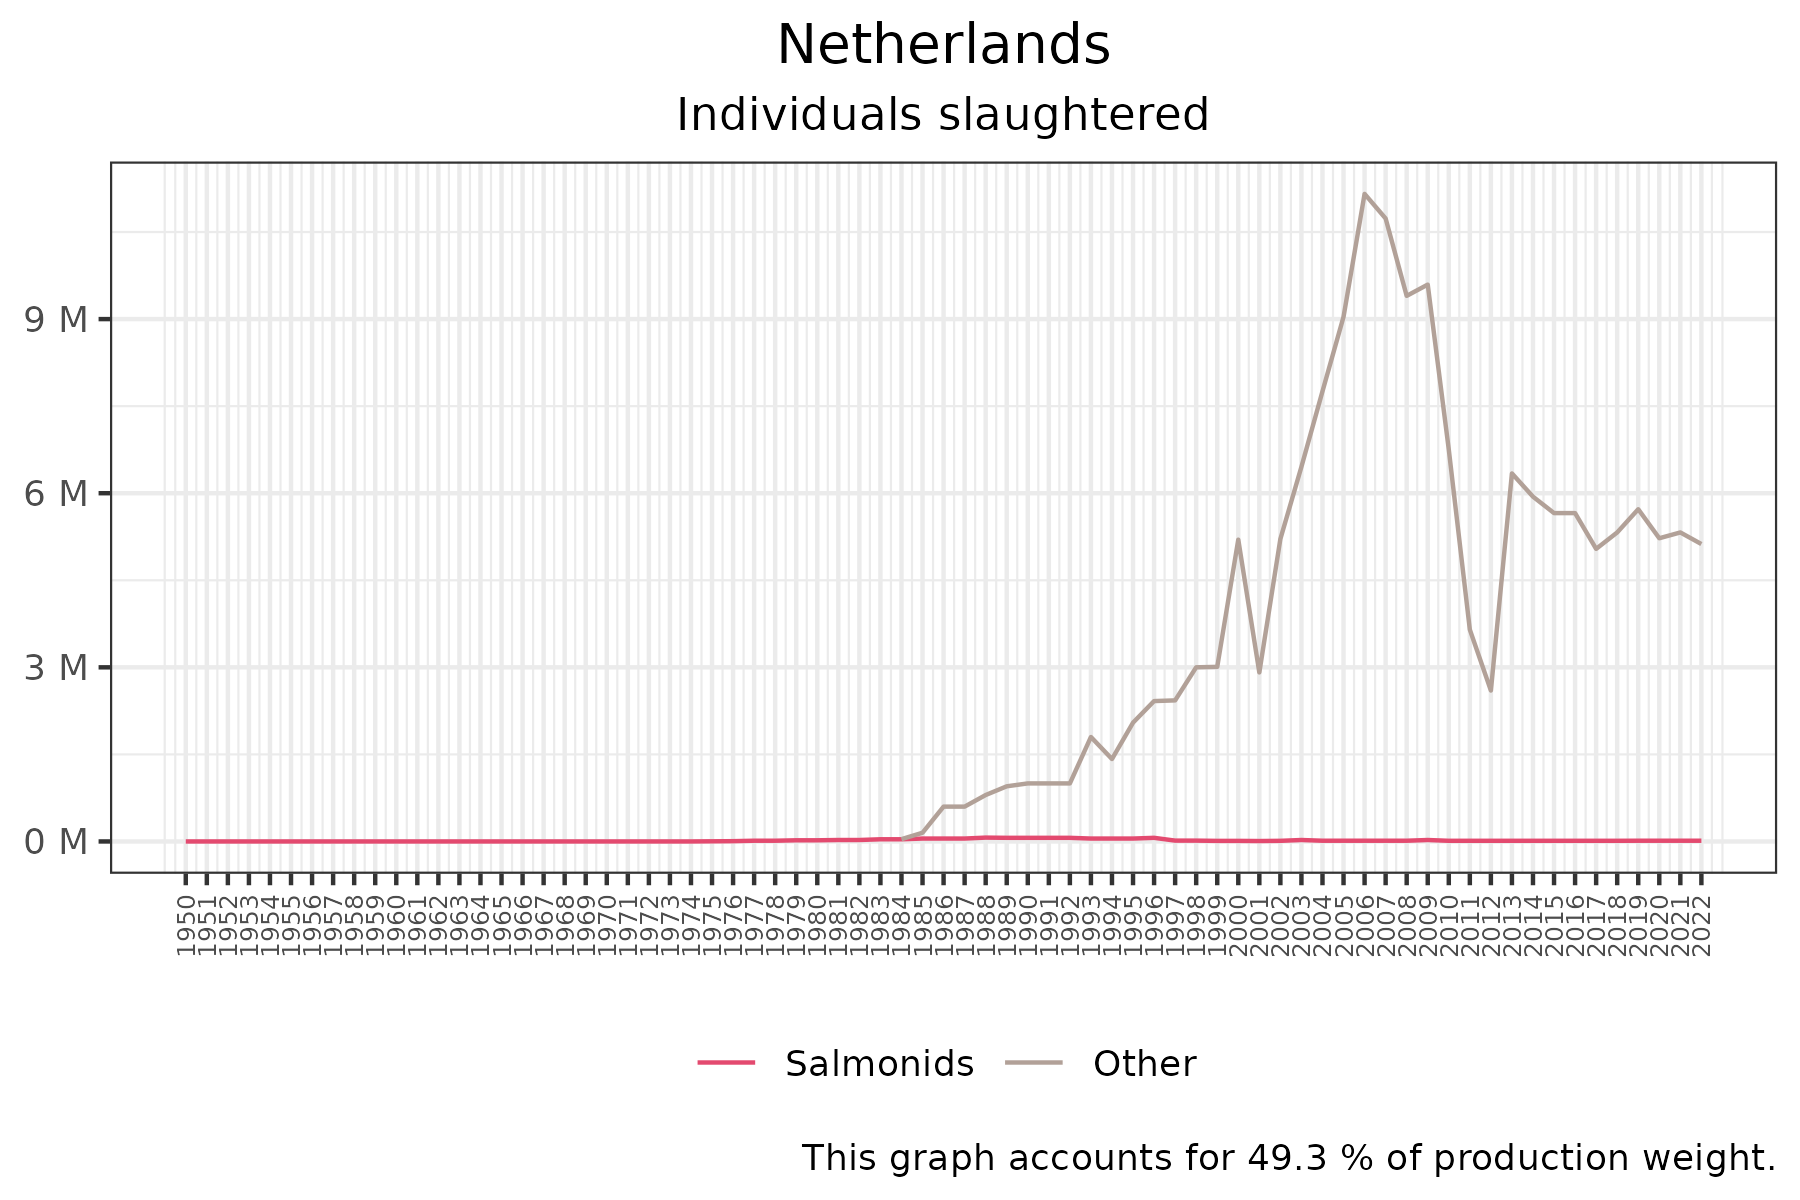 Netherlands
Individuals slaughtered
9 M
6 M
3 M
0 M
1950 1951 1952 1953 1954 1955 1956 1957 1958 1959 1960 1961 1962 1963 1964 1965 1966 1967 1968 1969 1970 1971 1972 1973 1974 1975 1976 1977 1978 1979 1980 1981 1982 1983 1984 1985 1986 1987 1988 1989 1990 1991 1992 1993 1994 1995 1996 1997 1998 1999 2000 2001 2002 2003 2004 2005 2006 2007 2008 2009 2010 2011 2012 2013 2014 2015 2016 2017 2018 2019 2020 2021 2022
Salmonids Other
This graph accounts for 49.3 % of production weight.